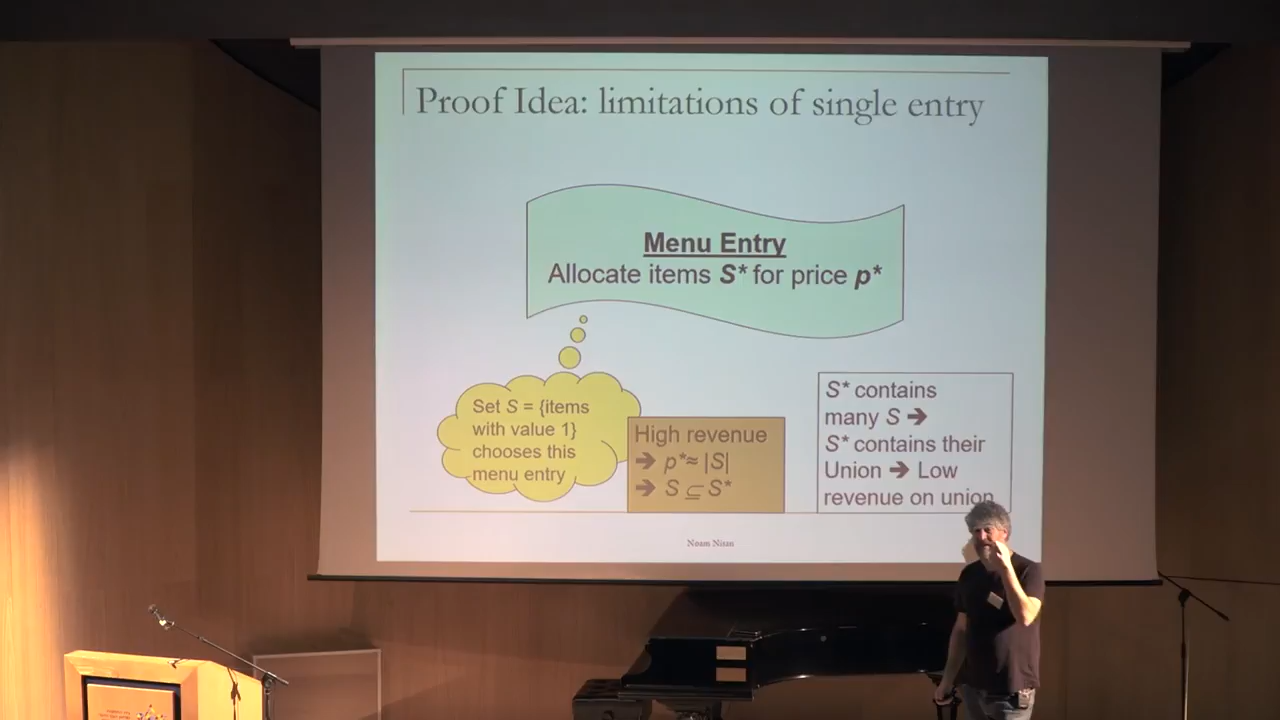 Proof Idea: limitations of single entry
Menu Entry
Allocate items S* for price p*
Set S = {items
with value 1}
chooses this
menu entry
High revenue
➔ p*≈ |S|
➔ S ⊆ S*
S* contains
many S ➔
S* contains their
Union ➔ Low
revenue on union
Noam Nisan